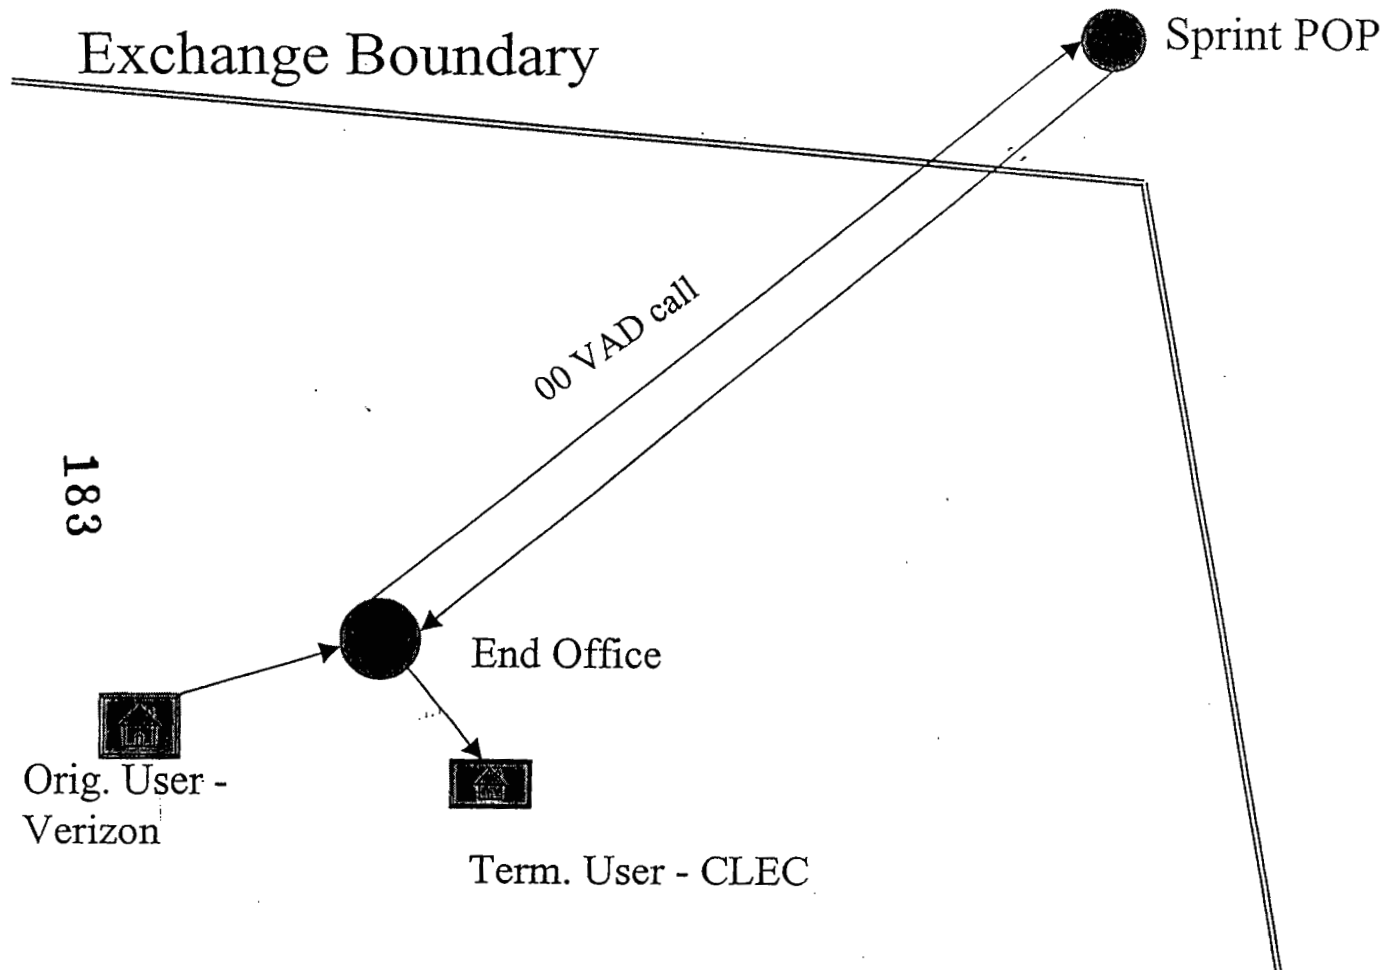 Exchange Boundary
Sprint POP
00 VAD call
183
End Office
Orig. User -
Verizon
Term. User - CLEC